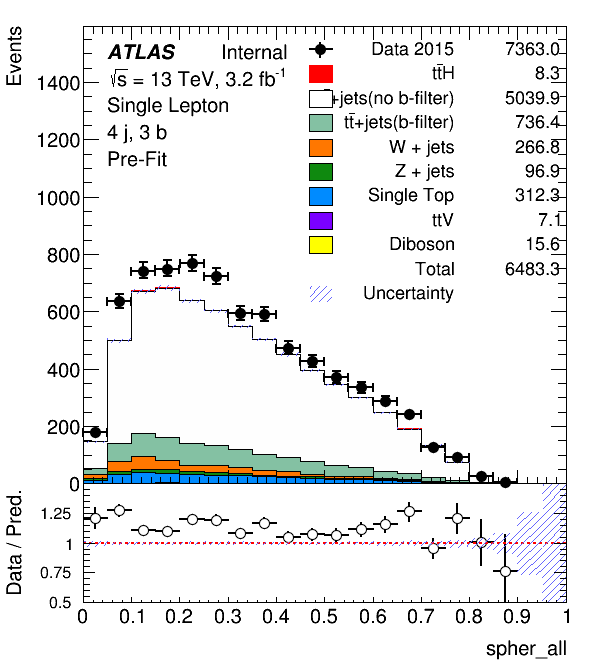 Events
ATLAS Internal
√s = 13 TeV, 3.2 fb⁻¹
Single Lepton
4 j, 3 b
Pre-Fit
Data 2015 7363.0
tt̄H 8.3
+jets(no b-filter) 5039.9
tt̄+jets(b-filter) 736.4
W + jets 266.8
Z + jets 96.9
Single Top 312.3
ttV 7.1
Diboson 15.6
Total 6483.3
Uncertainty
1400
1200
1000
800
600
400
200
0
Data / Pred.
1.25
1
0.75
0.5
0 0.1 0.2 0.3 0.4 0.5 0.6 0.7 0.8 0.9 1
spher_all